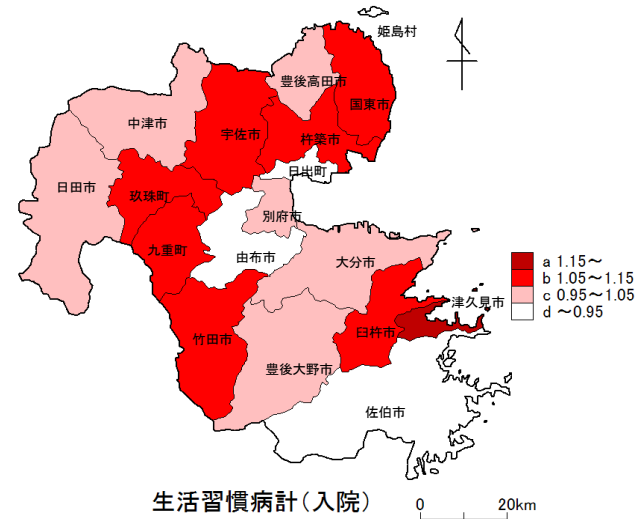 姫島村
豊後高田市
国東市
中津市
宇佐市
杵築市
日出町
日田市
玖珠町
別府市
九重町
由布市
大分市
a 1.15～
b 1.05～1.15
c 0.95～1.05
d ～0.95
津久見市
臼杵市
竹田市
豊後大野市
佐伯市
生活習慣病計（入院）
0 20km